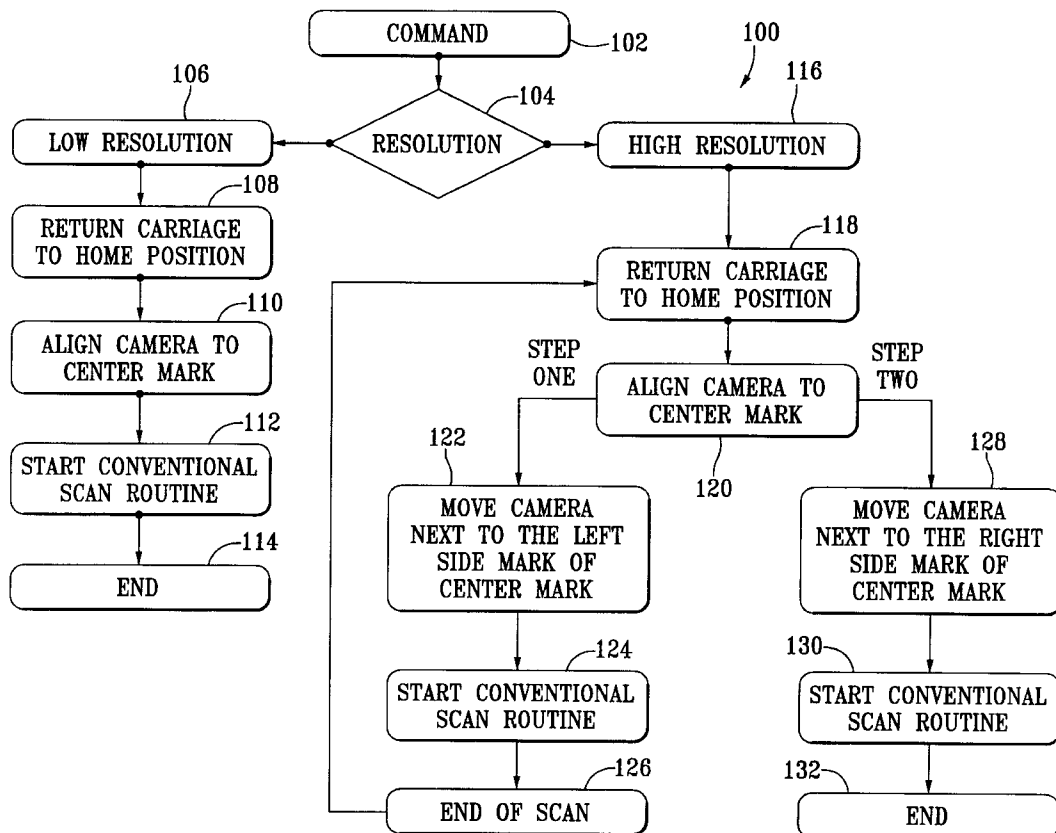 COMMAND
102
100
106
104
116
LOW RESOLUTION
RESOLUTION
HIGH RESOLUTION
108
RETURN CARRIAGE
TO HOME POSITION
118
RETURN CARRIAGE
TO HOME POSITION
110
ALIGN CAMERA TO
CENTER MARK
STEP
ONE
STEP
TWO
ALIGN CAMERA TO
CENTER MARK
120
112
START CONVENTIONAL
SCAN ROUTINE
122
MOVE CAMERA
NEXT TO THE LEFT
SIDE MARK OF
CENTER MARK
128
MOVE CAMERA
NEXT TO THE RIGHT
SIDE MARK OF
CENTER MARK
114
END
124
START CONVENTIONAL
SCAN ROUTINE
130
START CONVENTIONAL
SCAN ROUTINE
126
END OF SCAN
132
END